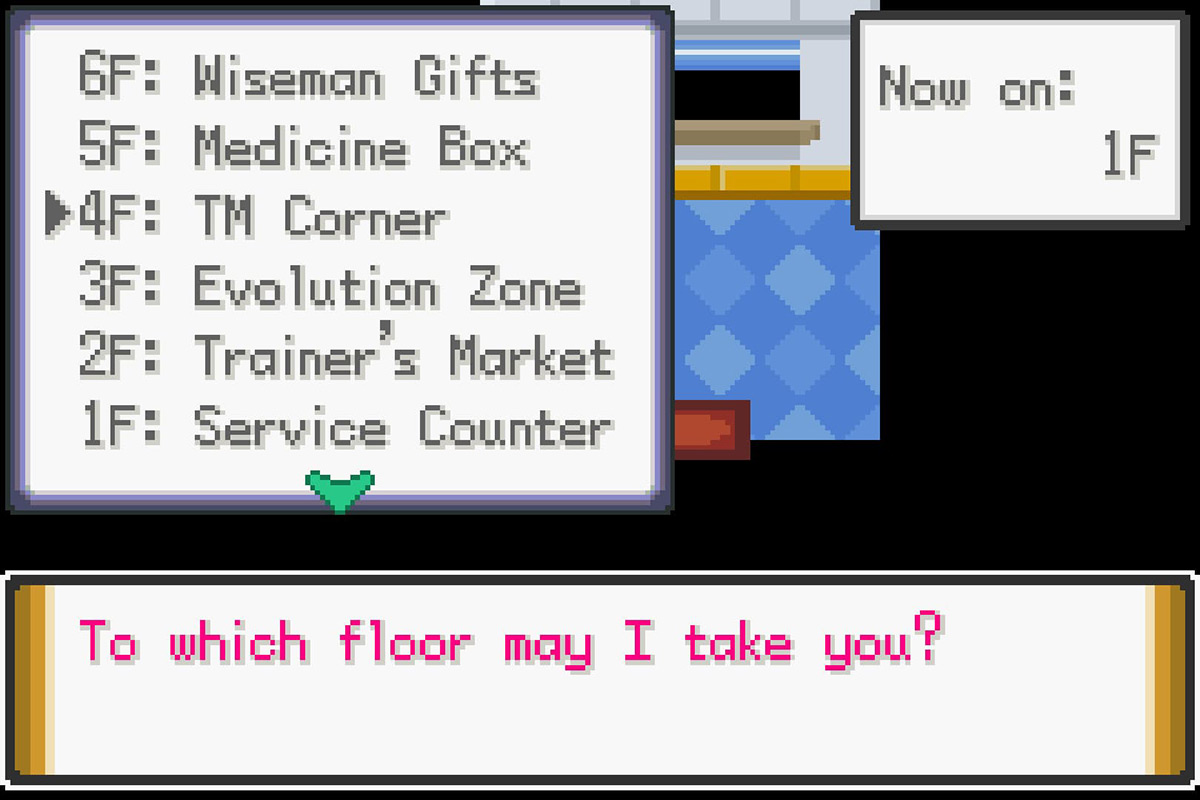 6F: Wiseman Gifts
5F: Medicine Box
4F: TM Corner
3F: Evolution Zone
2F: Trainer's Market
1F: Service Counter
Now on:
1F
To which floor may I take you?